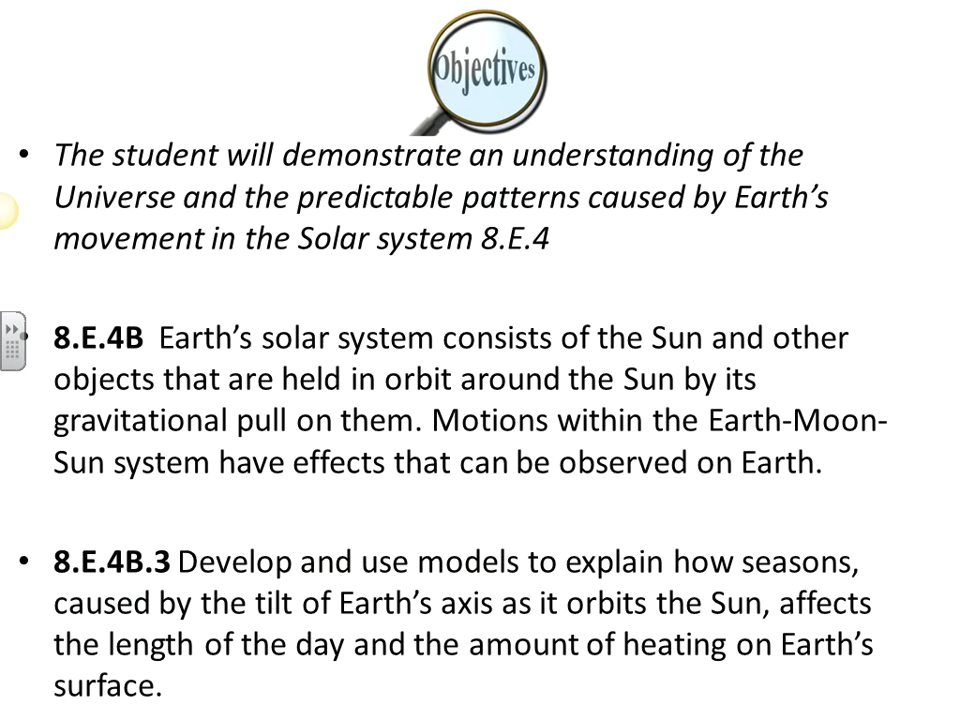 Objectives
• The student will demonstrate an understanding of the
Universe and the predictable patterns caused by Earth’s
movement in the Solar system 8.E.4
• 8.E.4B  Earth’s solar system consists of the Sun and other
objects that are held in orbit around the Sun by its
gravitational pull on them. Motions within the Earth-Moon-
Sun system have effects that can be observed on Earth.
• 8.E.4B.3 Develop and use models to explain how seasons,
caused by the tilt of Earth’s axis as it orbits the Sun, affects
the length of the day and the amount of heating on Earth’s
surface.